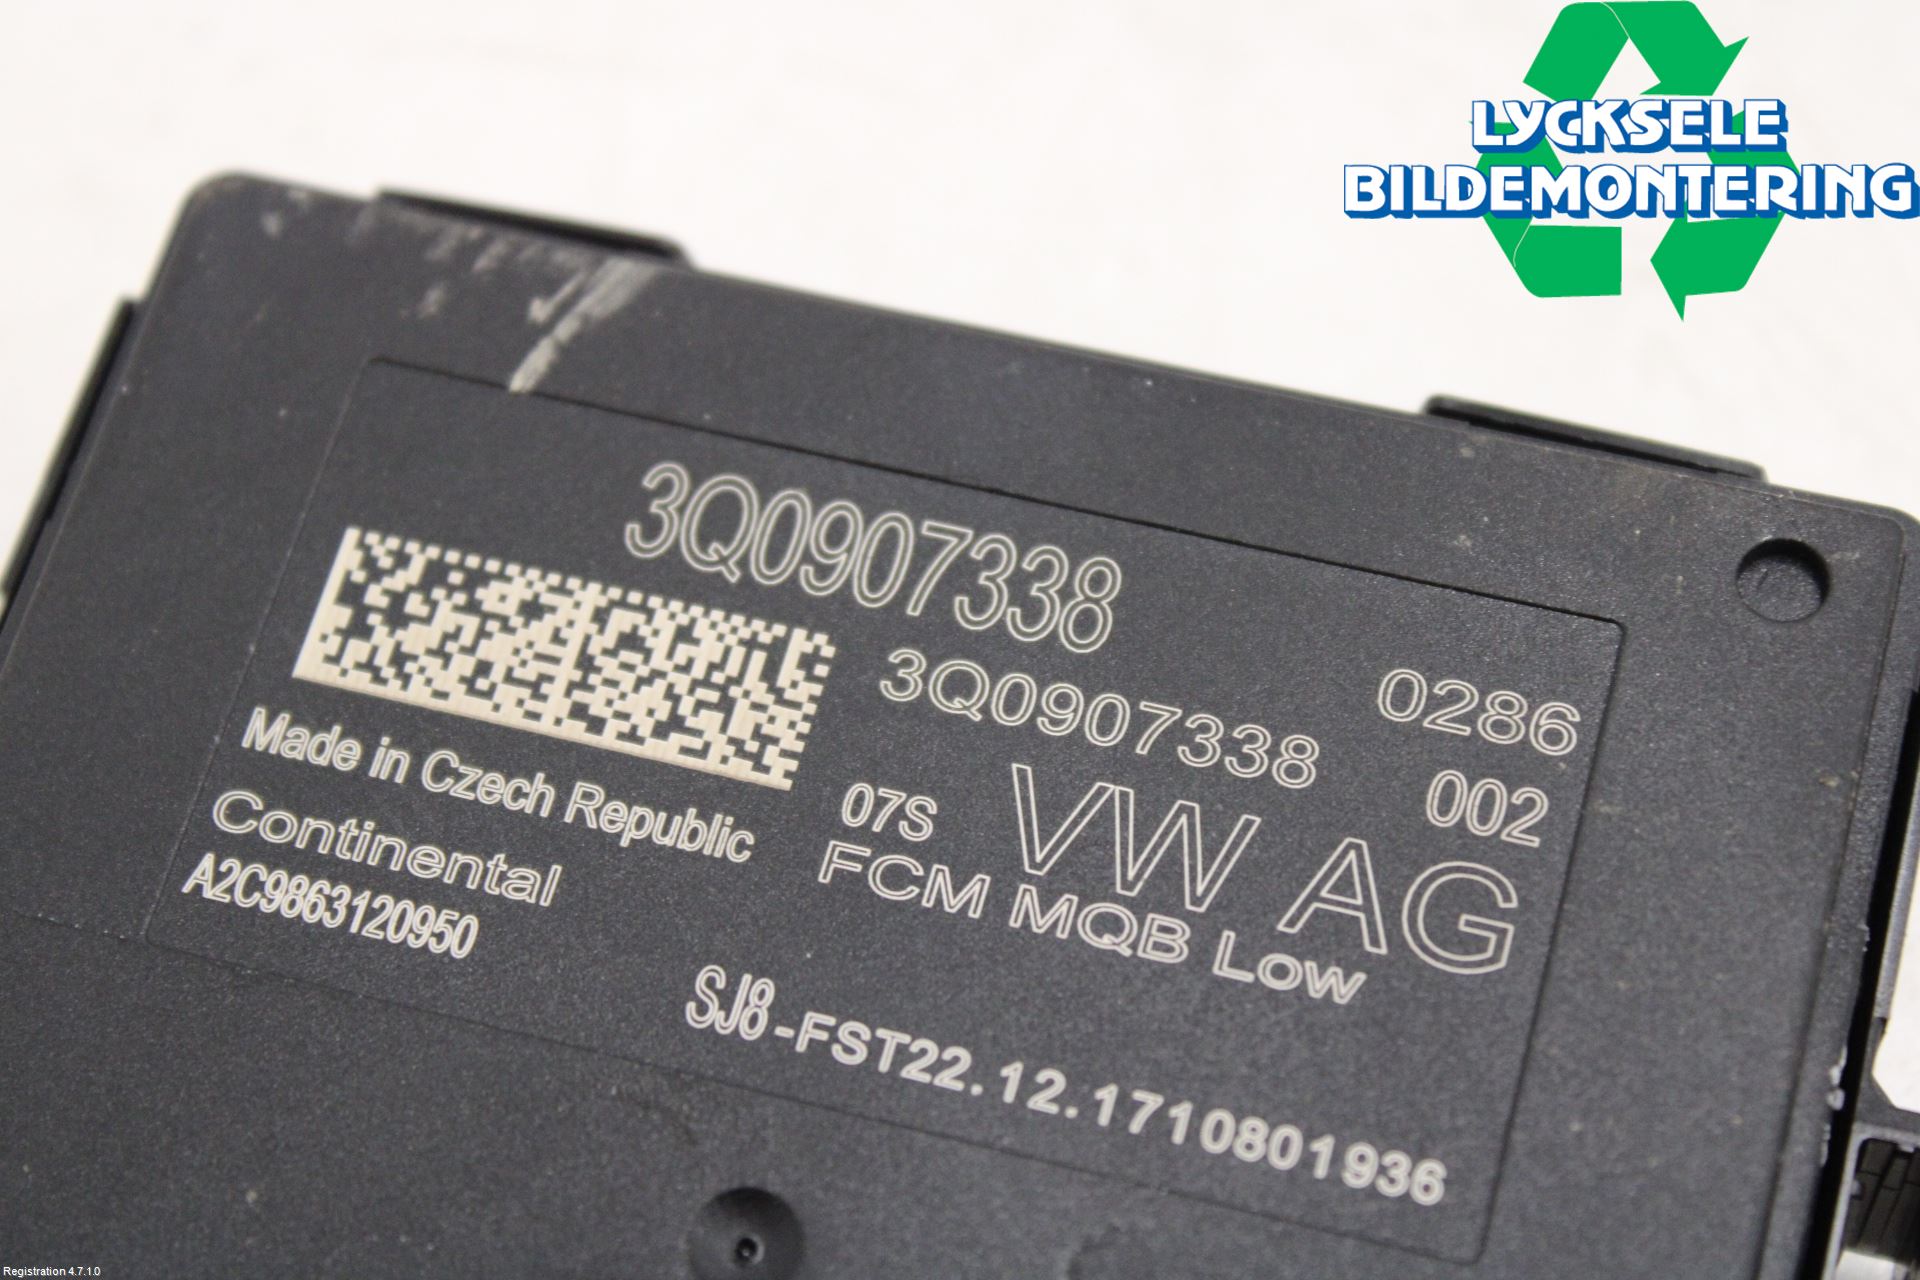 LYCKSELE
BILDEMONTERING
3Q0907338
3Q0907338 0286
07S VW AG 002
FCM MQB Low
Made in Czech Republic
Continental
A2C9863120950
SJ8-FST22.12.1710801936
Registration 4.7.1.0